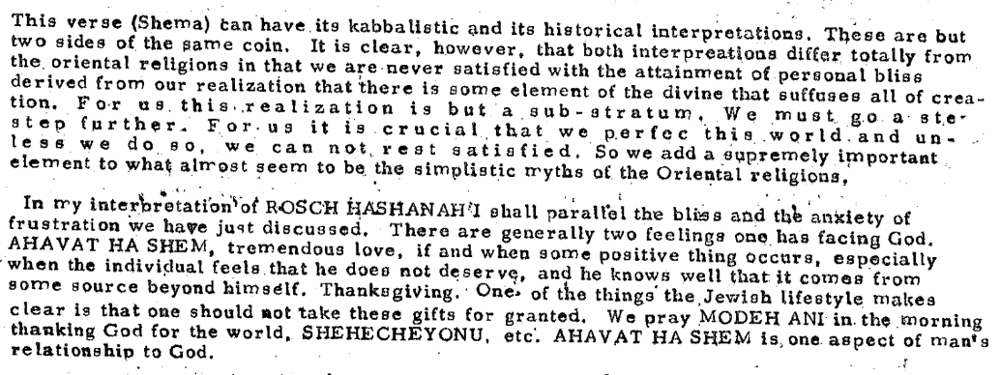 This verse (Shema) can have its kabbalistic and its historical interpretations. These are but
two sides of the same coin. It is clear, however, that both interpreations differ totally from
the oriental religions in that we are never satisfied with the attainment of personal bliss
derived from our realization that there is some element of the divine that suffuses all of crea-
tion. For us this realization is but a sub-stratum. We must go a ste-
step further. For us it is crucial that we perfec this world and un-
less we do so, we can not rest satisfied. So we add a supremely important
element to what almost seem to be the simplistic myths of the Oriental religions.
In my interbretation of ROSCH HASHANAH I shall parallel the bliss and the anxiety of
frustration we have just discussed. There are generally two feelings one has facing God.
AHAVAT HA SHEM, tremendous love, if and when some positive thing occurs, especially
when the individual feels that he does not deserve, and he knows well that it comes from
some source beyond himself. Thanksgiving. One of the things the Jewish lifestyle makes
clear is that one should not take these gifts for granted. We pray MODEH ANI in the morning
thanking God for the world, SHEHECHEYONU, etc. AHAVAT HA SHEM is one aspect of man's
relationship to God.